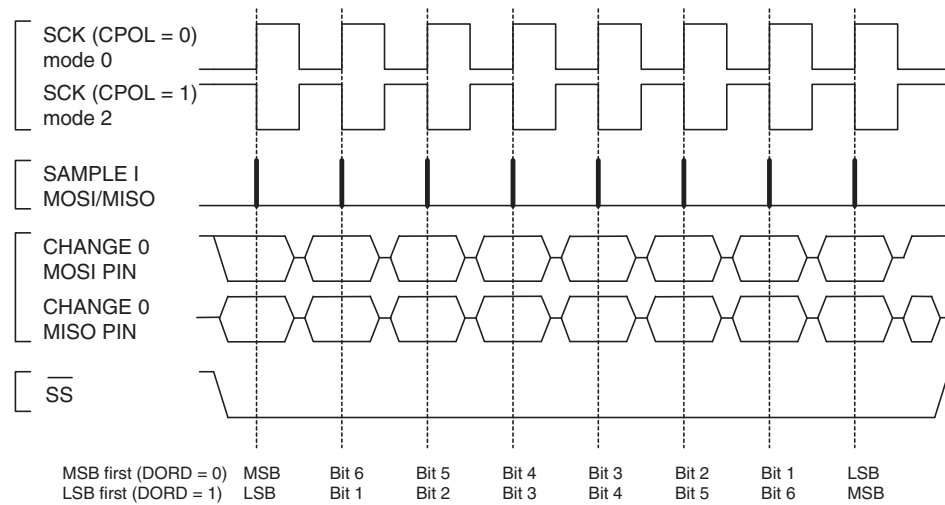 SCK (CPOL = 0)
mode 0
SCK (CPOL = 1)
mode 2
SAMPLE I
MOSI/MISO
CHANGE 0
MOSI PIN
CHANGE 0
MISO PIN
SS
MSB first (DORD = 0) MSB Bit 6 Bit 5 Bit 4 Bit 3 Bit 2 Bit 1 LSB
LSB first (DORD = 1) LSB Bit 1 Bit 2 Bit 3 Bit 4 Bit 5 Bit 6 MSB